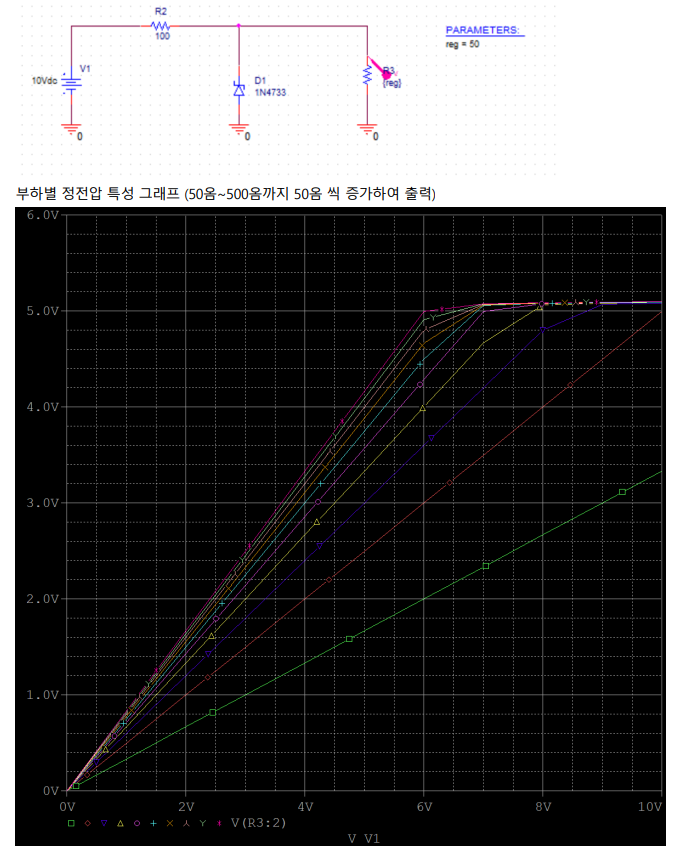 R2
100
PARAMETERS:
reg = 50
V1
10Vdc
D1
1N4733
R3
{reg}
0
0
0
부하별 정전압 특성 그래프 (50옴~500옴까지 50옴 씩 증가하여 출력)
6.0V
5.0V
4.0V
3.0V
2.0V
1.0V
0V
0V 2V 4V 6V 8V 10V
V(R3:2)
V_V1